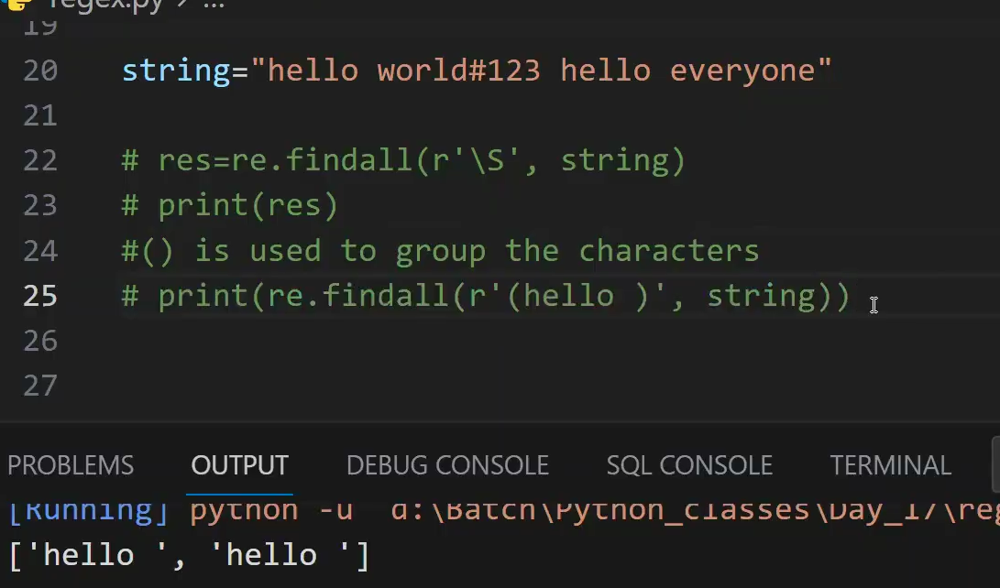 regex.py > ...
19
20 string="hello world#123 hello everyone"
21
22 # res=re.findall(r'\S', string)
23 # print(res)
24 #() is used to group the characters
25 # print(re.findall(r'(hello )', string))
26
27
PROBLEMS OUTPUT DEBUG CONSOLE SQL CONSOLE TERMINAL
[Running] python -u d:\Batch\Python_classes\Day_17\reg
['hello ', 'hello ']